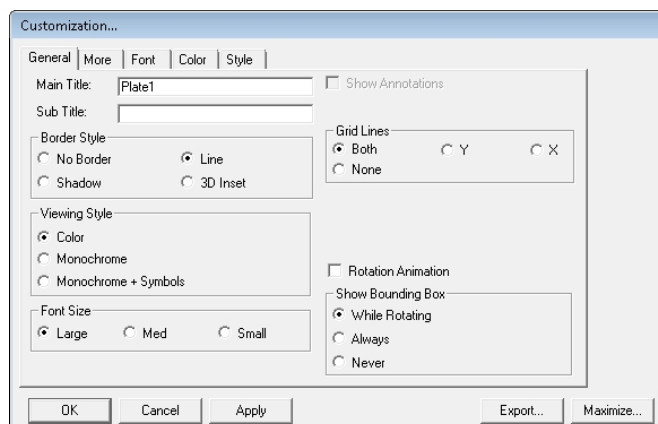 Customization...
General More Font Color Style
Main Title: Plate1
Sub Title:
Show Annotations
Border Style
No Border Line
Shadow 3D Inset
Grid Lines
Both Y X
None
Viewing Style
Color
Monochrome
Monochrome + Symbols
Font Size
Large Med Small
Rotation Animation
Show Bounding Box
While Rotating
Always
Never
OK Cancel Apply Export... Maximize...